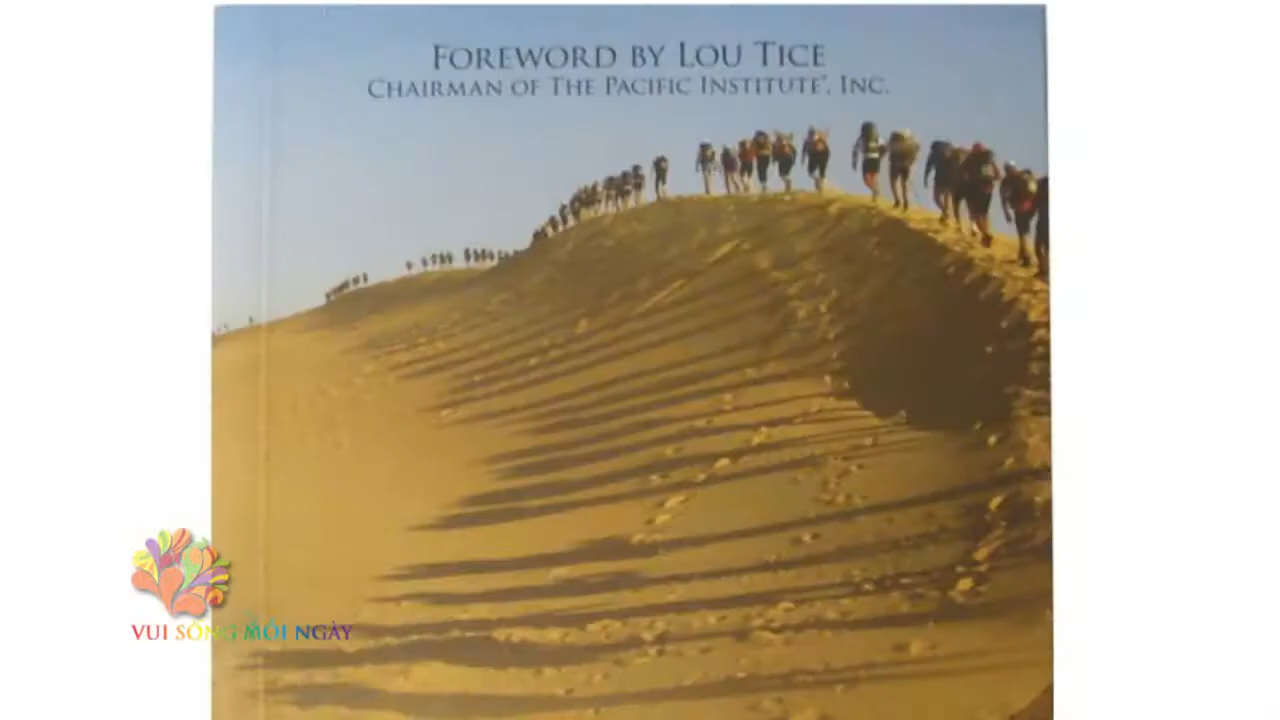 FOREWORD BY LOU TICE
CHAIRMAN OF THE PACIFIC INSTITUTE®, INC.
VUI SỐNG MỖI NGÀY